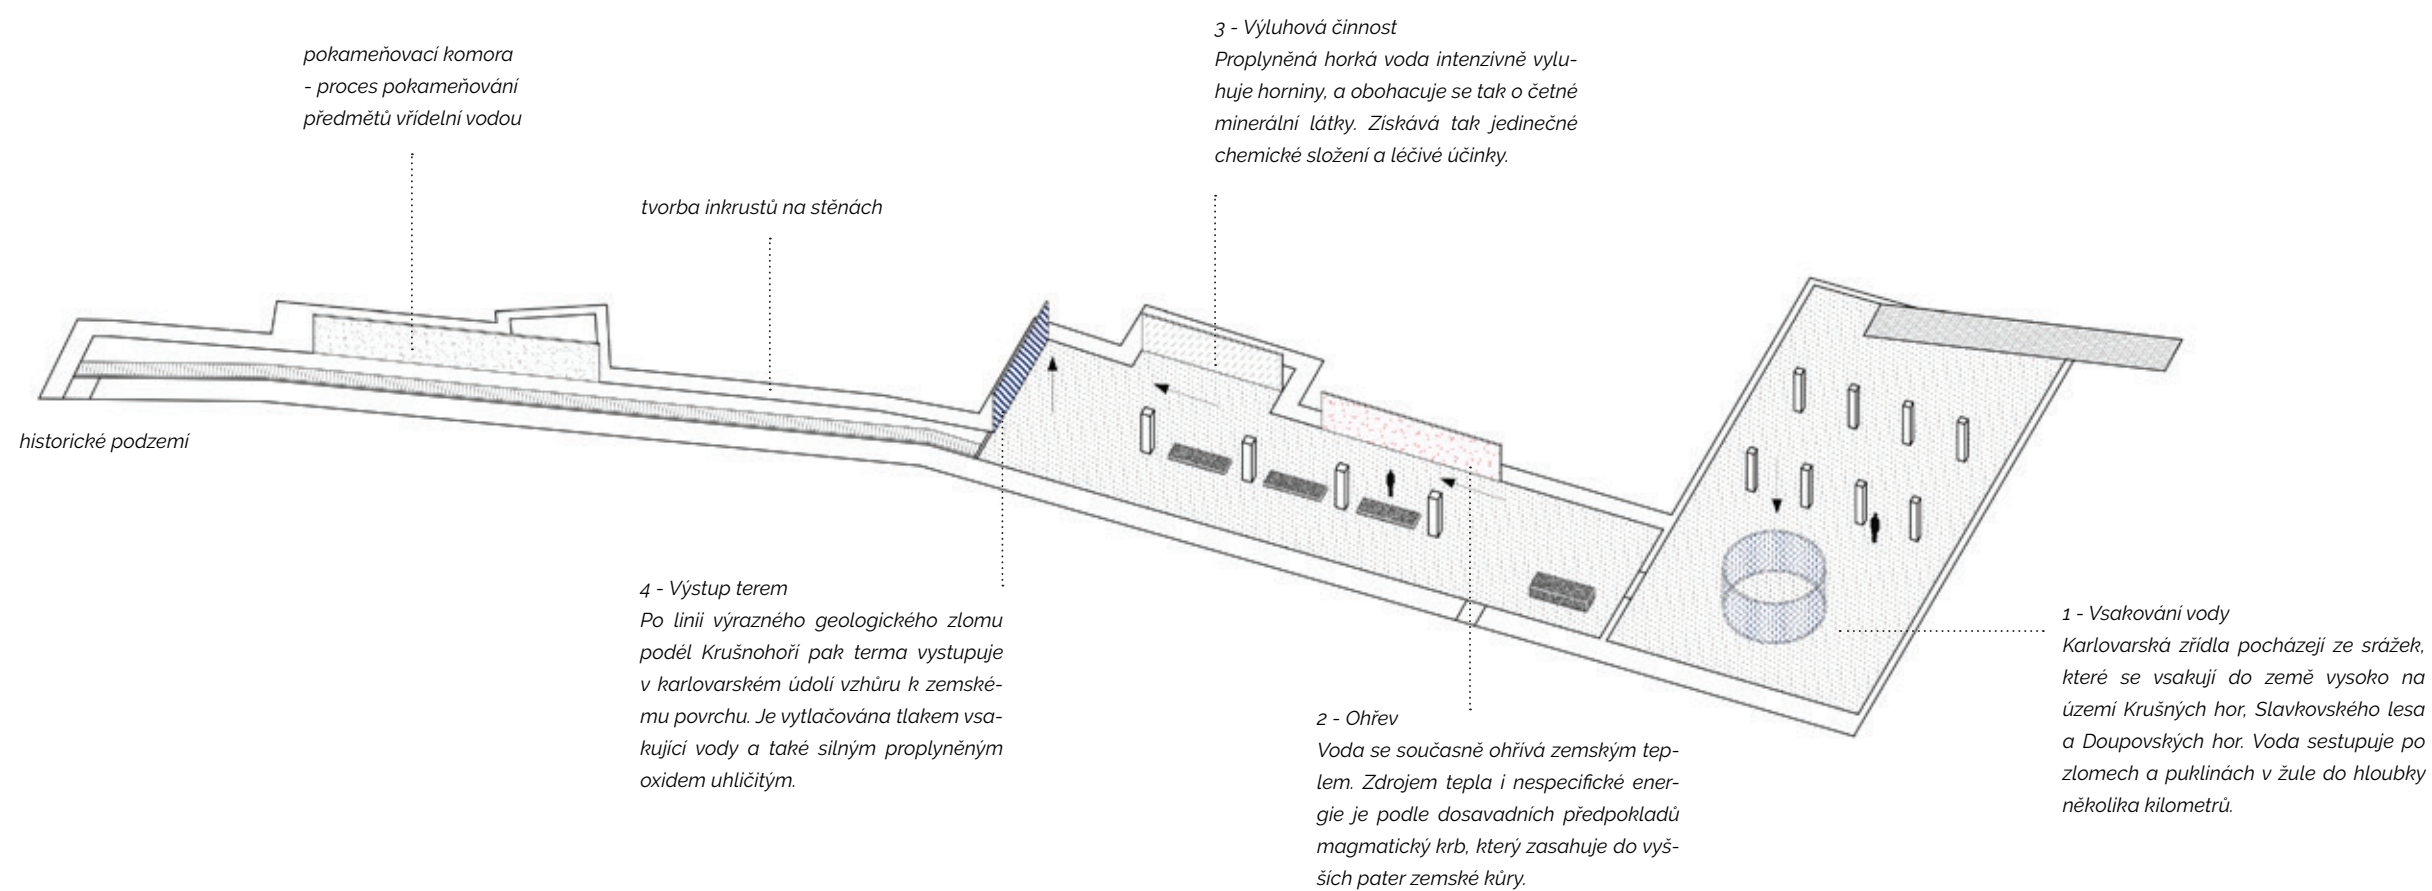 pokameňovací komora
- proces pokameňování
předmětů vřídelní vodou
tvorba inkrustů na stěnách
3 - Výluhová činnost
Proplyněná horká voda intenzivně vylu-
huje horniny, a obohacuje se tak o četné
minerální látky. Získává tak jedinečné
chemické složení a léčivé účinky.
historické podzemí
4 - Výstup terem
Po linii výrazného geologického zlomu
podél Krušnohoří pak terma vystupuje
v karlovarském údolí vzhůru k zemské-
mu povrchu. Je vytlačována tlakem vsa-
kující vody a také silným proplyněným
oxidem uhličitým.
2 - Ohřev
Voda se současně ohřívá zemským tep-
lem. Zdrojem tepla i nespecifické ener-
gie je podle dosavadních předpokladů
magmatický krb, který zasahuje do vyš-
ších pater zemské kůry.
1 - Vsakování vody
Karlovarská zřídla pocházejí ze srážek,
které se vsakují do země vysoko na
území Krušných hor, Slavkovského lesa
a Doupovských hor. Voda sestupuje po
zlomech a puklinách v žule do hloubky
několika kilometrů.